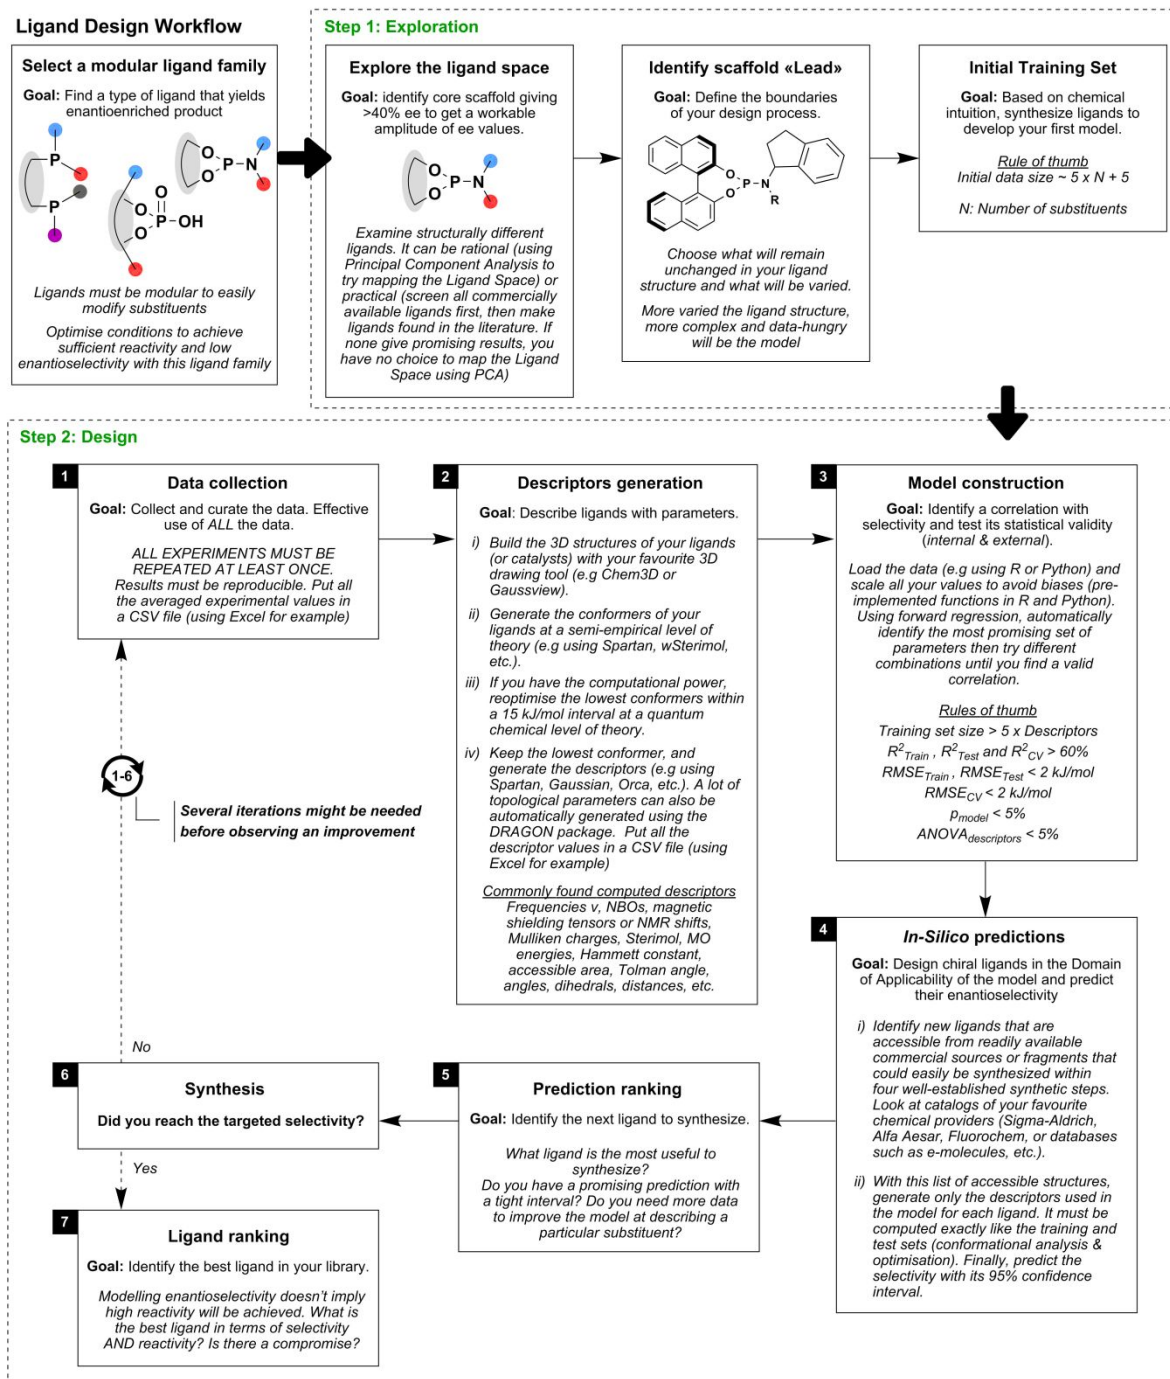 Ligand Design Workflow
Select a modular ligand family
Goal: Find a type of ligand that yields
enantioenriched product
P
P
O
O
P
O
OH
O
O
P
N
Ligands must be modular to easily
modify substituents
Optimise conditions to achieve
sufficient reactivity and low
enantioselectivity with this ligand family
Step 1: Exploration
Explore the ligand space
Goal: identify core scaffold giving
>40% ee to get a workable
amplitude of ee values.
O
O
P
N
Examine structurally different
ligands. It can be rational (using
Principal Component Analysis to
try mapping the Ligand Space) or
practical (screen all commercially
available ligands first, then make
ligands found in the literature. If
none give promising results, you
have no choice to map the Ligand
Space using PCA)
Identify scaffold «Lead»
Goal: Define the boundaries
of your design process.
O
O
P
N
R
Choose what will remain
unchanged in your ligand
structure and what will be varied.
More varied the ligand structure,
more complex and data-hungry
will be the model
Initial Training Set
Goal: Based on chemical
intuition, synthesize ligands to
develop your first model.
Rule of thumb
Initial data size ~ 5 x N + 5
N: Number of substituents
Step 2: Design
1
Data collection
Goal: Collect and curate the data. Effective
use of ALL the data.
ALL EXPERIMENTS MUST BE
REPEATED AT LEAST ONCE.
Results must be reproducible. Put all
the averaged experimental values in
a CSV file (using Excel for example)
2
Descriptors generation
Goal: Describe ligands with parameters.
i) Build the 3D structures of your ligands
(or catalysts) with your favourite 3D
drawing tool (e.g Chem3D or
Gaussview).
ii) Generate the conformers of your
ligands at a semi-empirical level of
theory (e.g using Spartan, wSterimol,
etc.).
iii) If you have the computational power,
reoptimise the lowest conformers within
a 15 kJ/mol interval at a quantum
chemical level of theory.
iv) Keep the lowest conformer, and
generate the descriptors (e.g using
Spartan, Gaussian, Orca, etc.). A lot of
topological parameters can also be
automatically generated using the
DRAGON package. Put all the
descriptor values in a CSV file (using
Excel for example)
Commonly found computed descriptors
Frequencies ν, NBOs, magnetic
shielding tensors or NMR shifts,
Mulliken charges, Sterimol, MO
energies, Hammett constant,
accessible area, Tolman angle,
angles, dihedrals, distances, etc.
3
Model construction
Goal: Identify a correlation with
selectivity and test its statistical validity
(internal & external).
Load the data (e.g using R or Python) and
scale all your values to avoid biases (pre-
implemented functions in R and Python).
Using forward regression, automatically
identify the most promising set of
parameters then try different
combinations until you find a valid
correlation.
Rules of thumb
Training set size > 5 x Descriptors
R²Train , R²Test and R²CV > 60%
RMSETrain , RMSETest < 2 kJ/mol
RMSECV < 2 kJ/mol
pmodel < 5%
ANOVAdescriptors < 5%
1-6
Several iterations might be needed
before observing an improvement
4
In-Silico predictions
Goal: Design chiral ligands in the Domain
of Applicability of the model and predict
their enantioselectivity
i) Identify new ligands that are
accessible from readily available
commercial sources or fragments that
could easily be synthesized within
four well-established synthetic steps.
Look at catalogs of your favourite
chemical providers (Sigma-Aldrich,
Alfa Aesar, Fluorochem, or databases
such as e-molecules, etc.).
ii) With this list of accessible structures,
generate only the descriptors used in
the model for each ligand. It must be
computed exactly like the training and
test sets (conformational analysis &
optimisation). Finally, predict the
selectivity with its 95% confidence
interval.
5
Prediction ranking
Goal: Identify the next ligand to synthesize.
What ligand is the most useful to
synthesize?
Do you have a promising prediction with
a tight interval? Do you need more data
to improve the model at describing a
particular substituent?
No
6
Synthesis
Did you reach the targeted selectivity?
Yes
7
Ligand ranking
Goal: Identify the best ligand in your library.
Modelling enantioselectivity doesn't imply
high reactivity will be achieved. What is
the best ligand in terms of selectivity
AND reactivity? Is there a compromise?